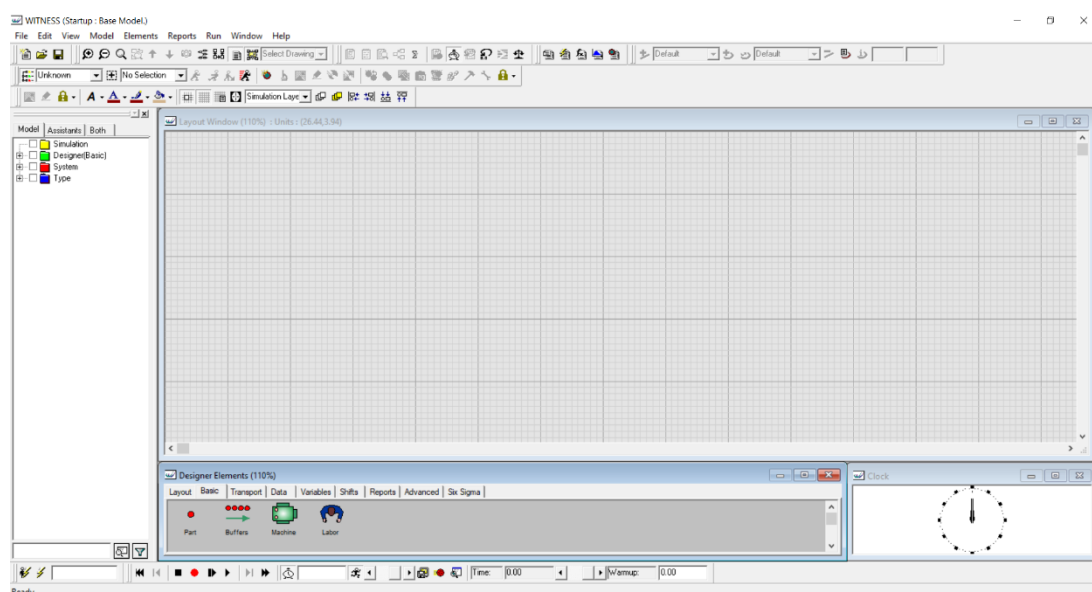 WITNESS (Startup : Base Model.)
File Edit View Model Elements Reports Run Window Help
Select Drawing Default Default
Unknown No Selection
A A Simulation Laye
Model Assistants Both
Layout Window (110%) : Units : (26.44,3.94)
Simulation
Designer(Basic)
System
Type
Designer Elements (110%)
Clock
Layout Basic Transport Data Variables Shifts Reports Advanced Six Sigma
Part Buffers Machine Labor
Time: 0.00 Warmup: 0.00
Ready